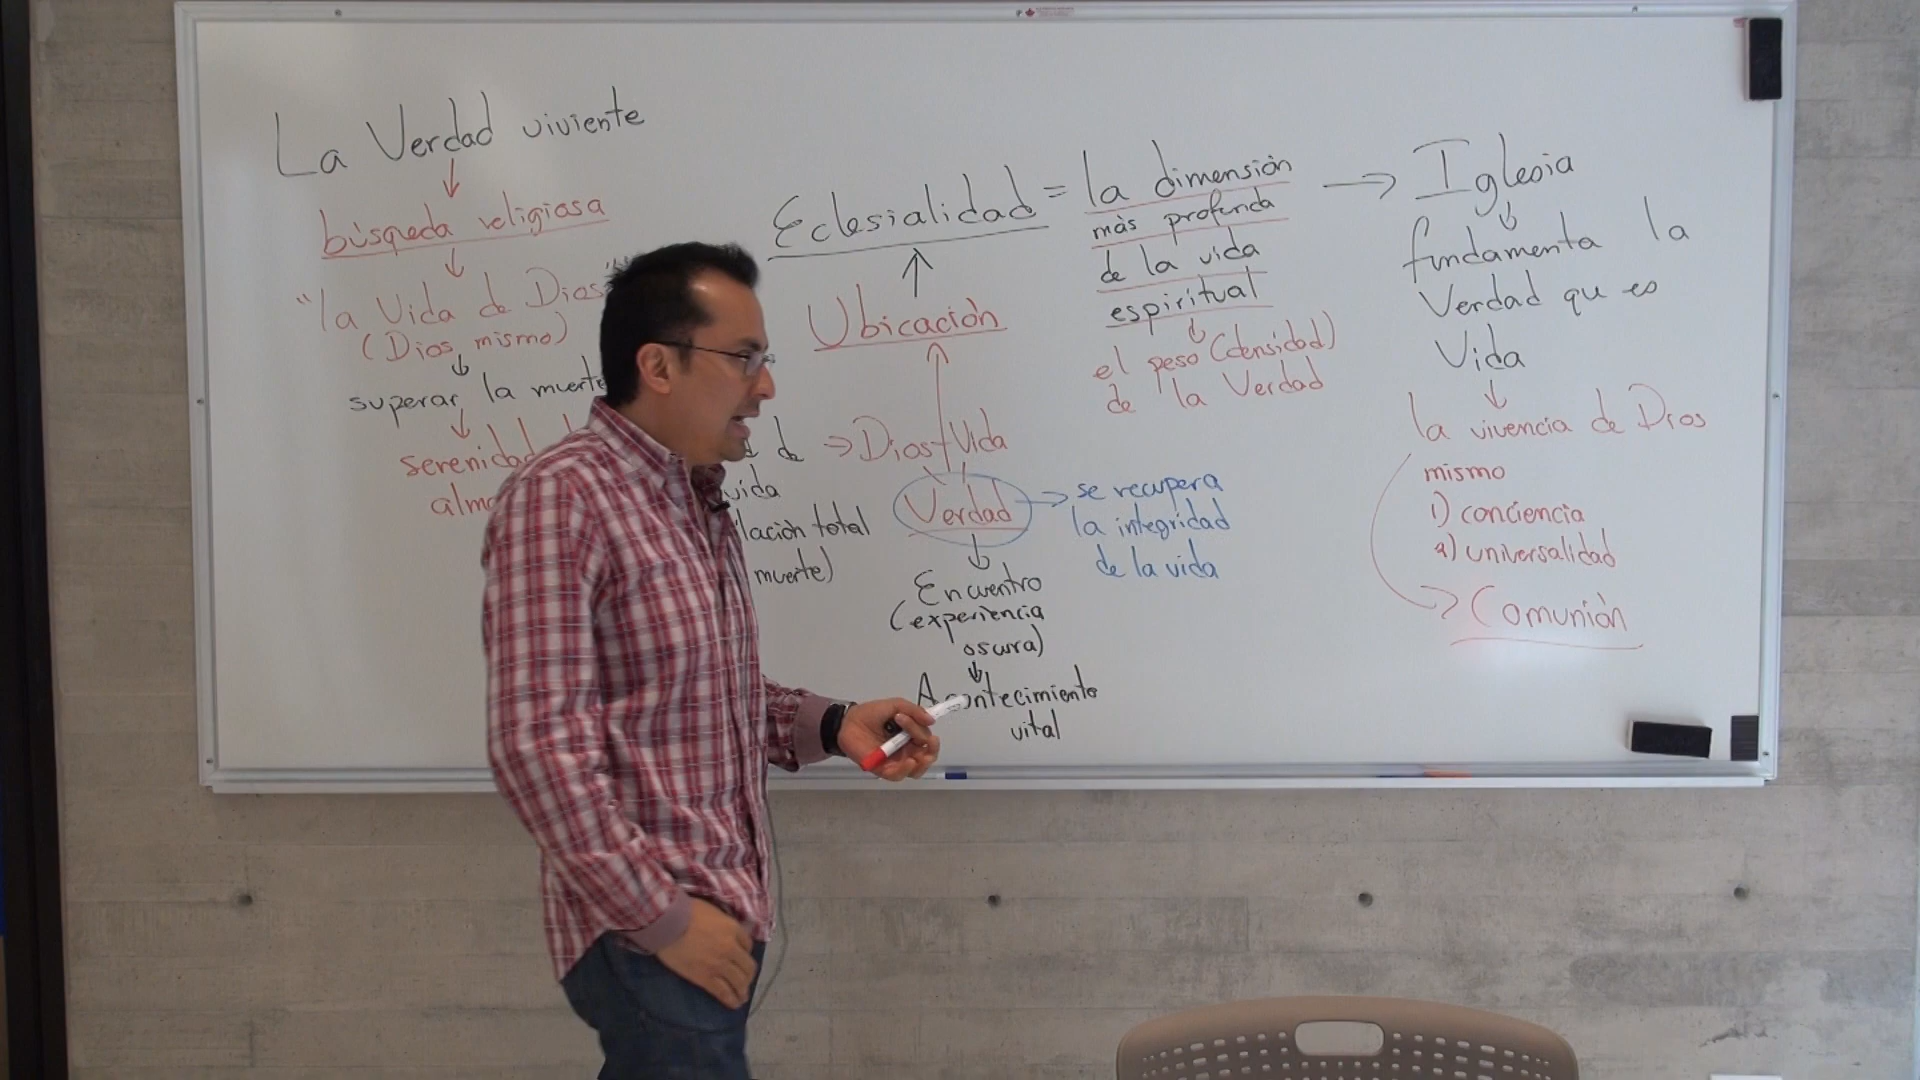 La Verdad viviente
búsqueda religiosa
"la Vida de Dios"
(Dios mismo)
superar la muerte
serenidad
alma
de
vida
total
muerte)
Eclesialidad =
Ubicación
⇒ Dios-Vida
Verdad
Encuentro
(experiencia
oscura)
Acontecimiento
vital
se recupera
la integridad
de la vida
la dimensión
más profunda
de la vida
espiritual
el peso (densidad)
de la Verdad
Iglesia
fundamenta la
Verdad que es
Vida
la vivencia de Dios
mismo
1) conciencia
2) universalidad
Comunión